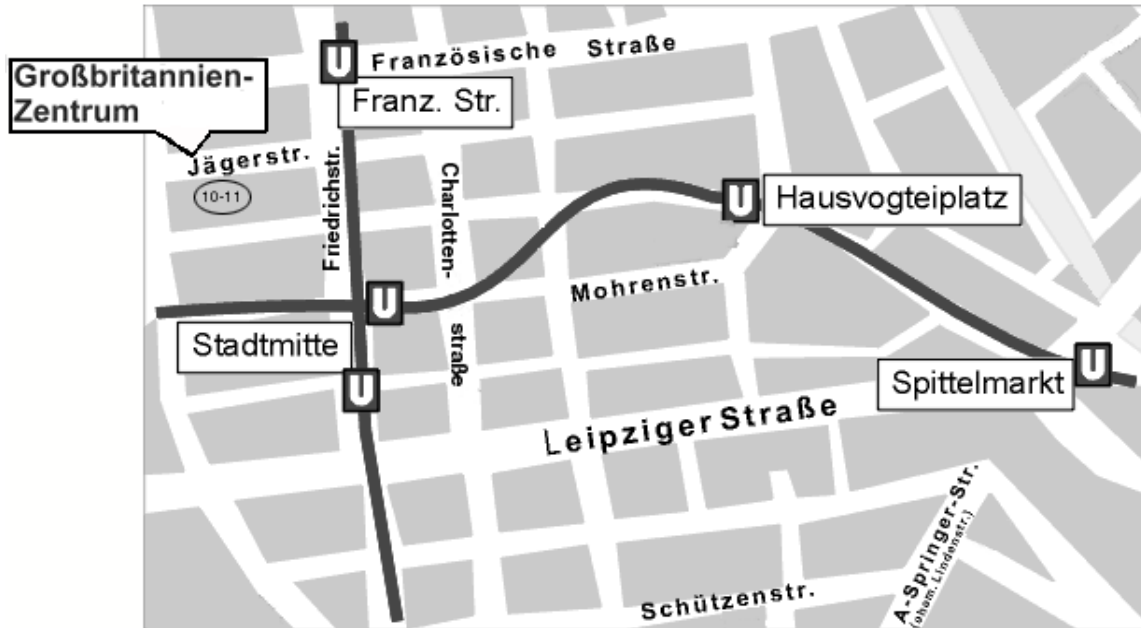 Französische Straße
Großbritannien-
Zentrum
U
Franz. Str.
Jägerstr.
10-11
Friedrichstr.
Charlotten-
straße
U
Hausvogteiplatz
Mohrenstr.
U
Stadtmitte
U
U
Spittelmarkt
Leipziger Straße
A-Springer-Str.
(oham. Lindenstr.)
Schützenstr.